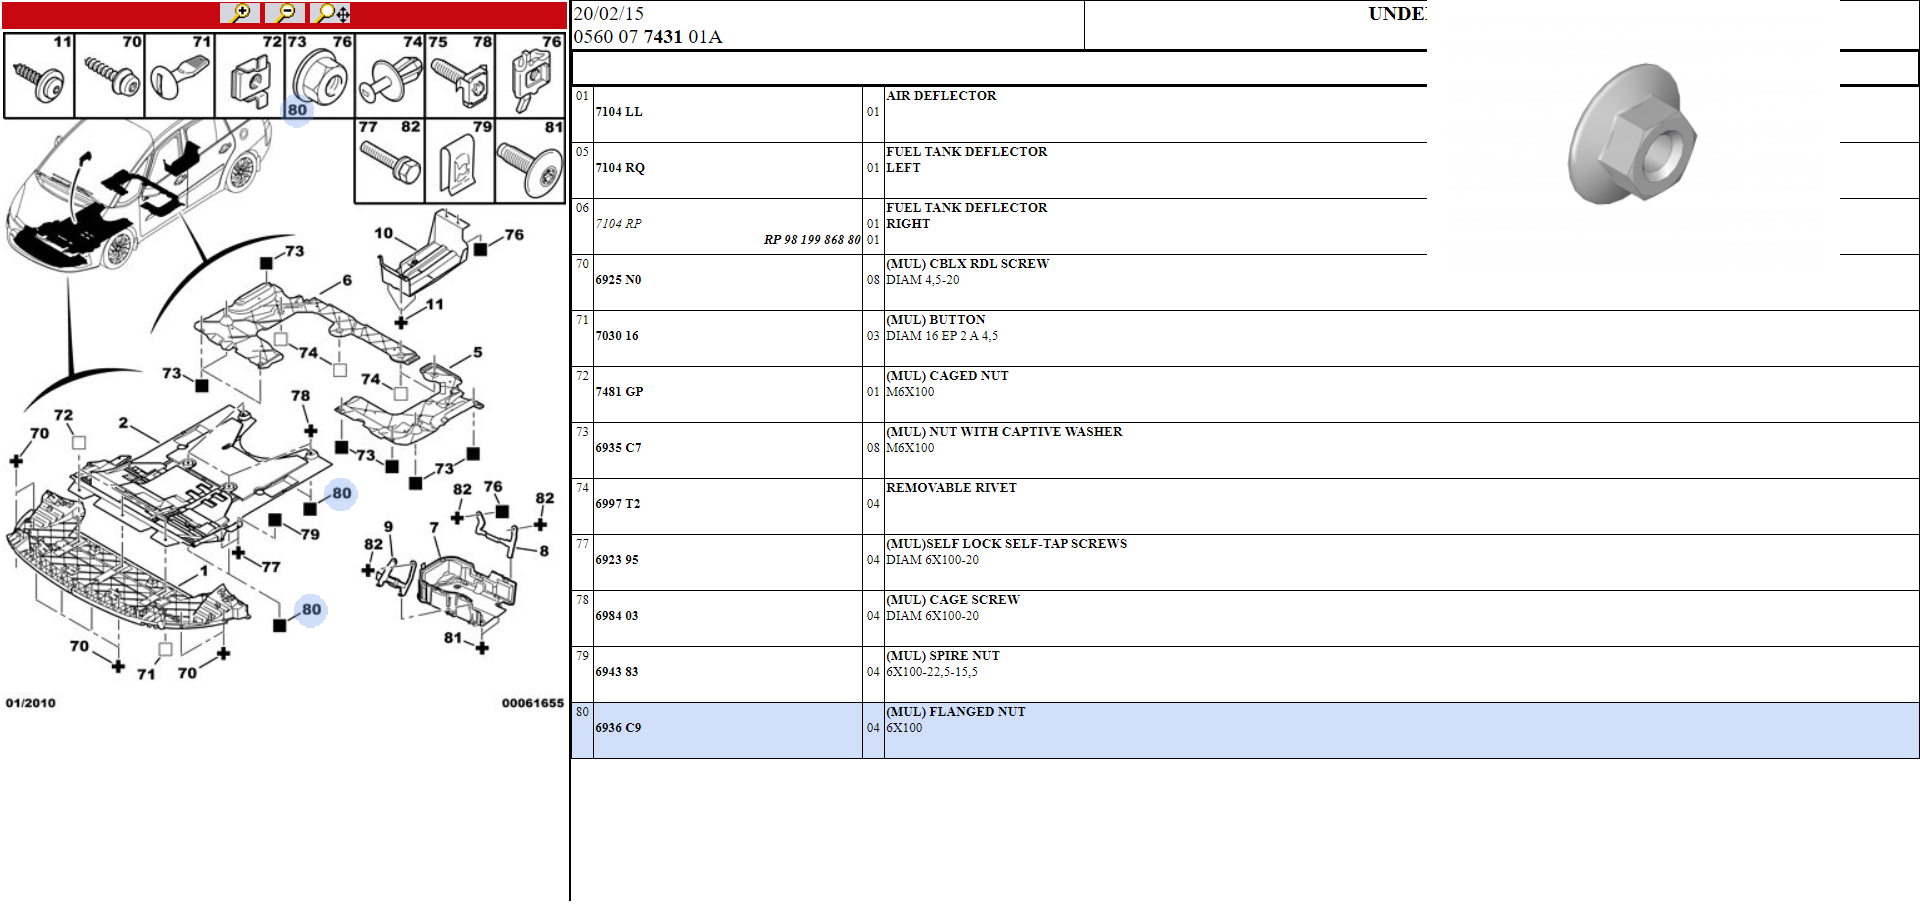 11 70 71 72 73 76 74 75 78 76
80
77 82 79 81
10 76
73
6
11
74
5
73
74
78
72
2
70
73
73
80
82 76 82
79
9 7
82
8
77
1
80
81
70
71 70
01/2010 00061655
20/02/15
0560 07 7431 01A
UNDE
01 AIR DEFLECTOR
7104 LL 01
05 FUEL TANK DEFLECTOR
7104 RQ 01 LEFT
06 FUEL TANK DEFLECTOR
7104 RP 01 RIGHT
RP 98 199 868 80 01
70 (MUL) CBLX RDL SCREW
6925 N0 08 DIAM 4,5-20
71 (MUL) BUTTON
7030 16 03 DIAM 16 EP 2 A 4,5
72 (MUL) CAGED NUT
7481 GP 01 M6X100
73 (MUL) NUT WITH CAPTIVE WASHER
6935 C7 08 M6X100
74 REMOVABLE RIVET
6997 T2 04
77 (MUL)SELF LOCK SELF-TAP SCREWS
6923 95 04 DIAM 6X100-20
78 (MUL) CAGE SCREW
6984 03 04 DIAM 6X100-20
79 (MUL) SPIRE NUT
6943 83 04 6X100-22,5-15,5
80 (MUL) FLANGED NUT
6936 C9 04 6X100